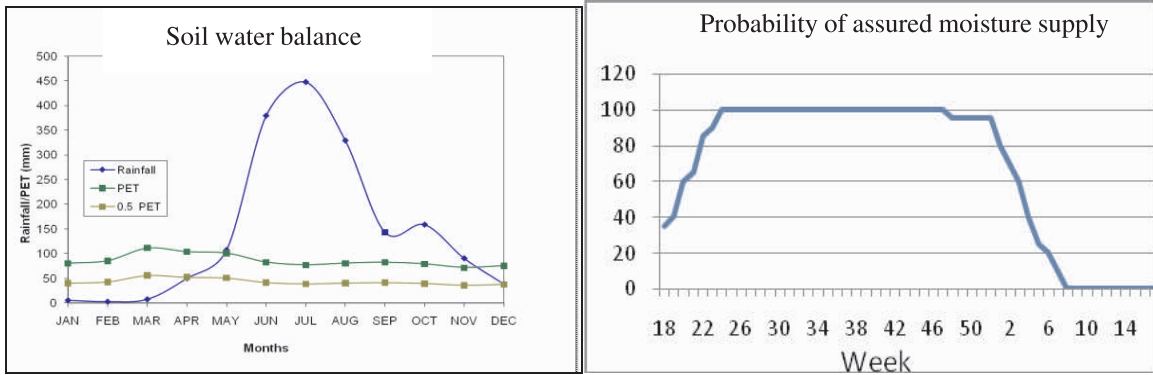 Soil water balance
500
450
400
350
300
250
200
150
100
50
0
Rainfall/PET (mm)
Rainfall
PET
0.5 PET
JAN FEB MAR APR MAY JUN JUL AUG SEP OCT NOV DEC
Months
Probability of assured moisture supply
120
100
80
60
40
20
0
18 22 26 30 34 38 42 46 50 2 6 10 14
Week